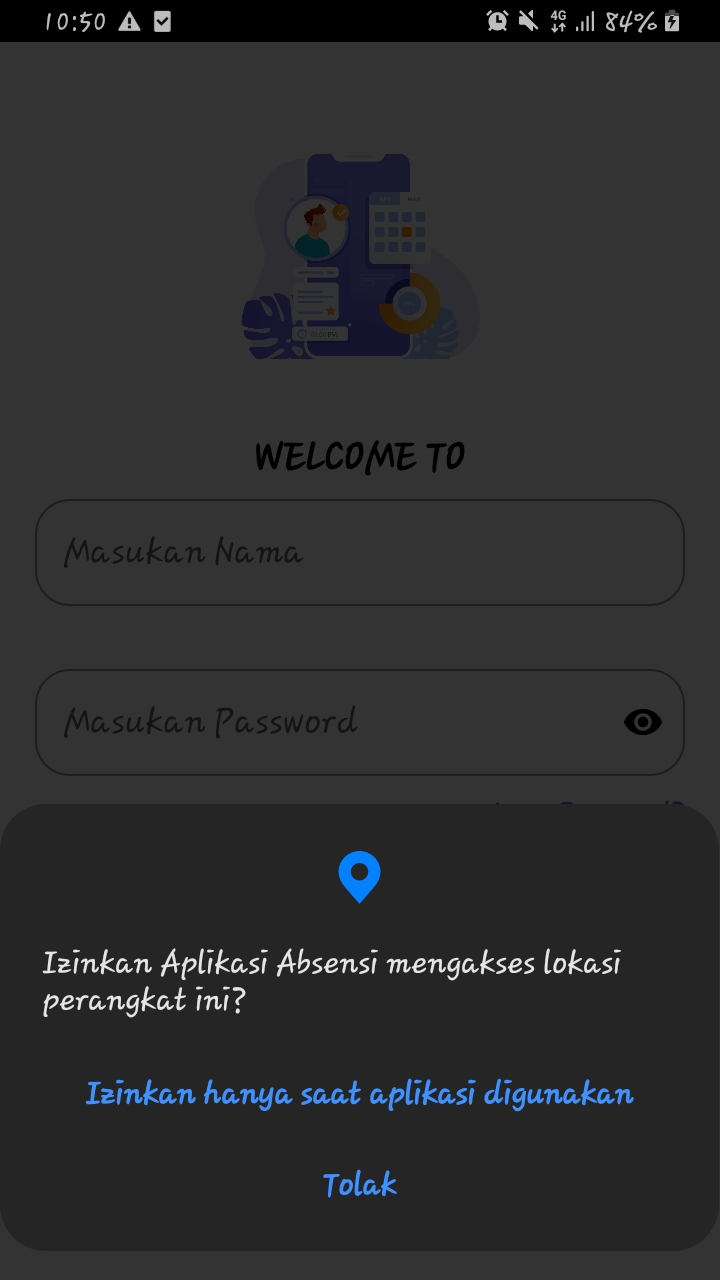 10:50
4G
84%
WELCOME TO
Masukan Nama
Masukan Password
Izinkan Aplikasi Absensi mengakses lokasi
perangkat ini?
Izinkan hanya saat aplikasi digunakan
Tolak